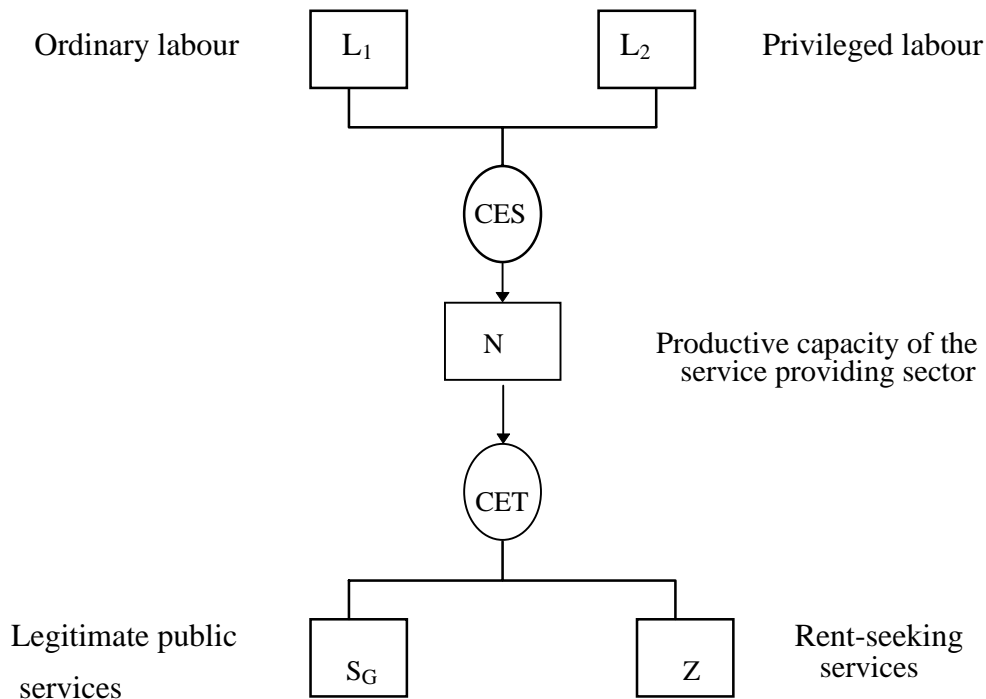 Ordinary labour L₁ L₂ Privileged labour
CES
N
Productive capacity of the
service providing sector
CET
Legitimate public
services
S_G Z
Rent-seeking
services